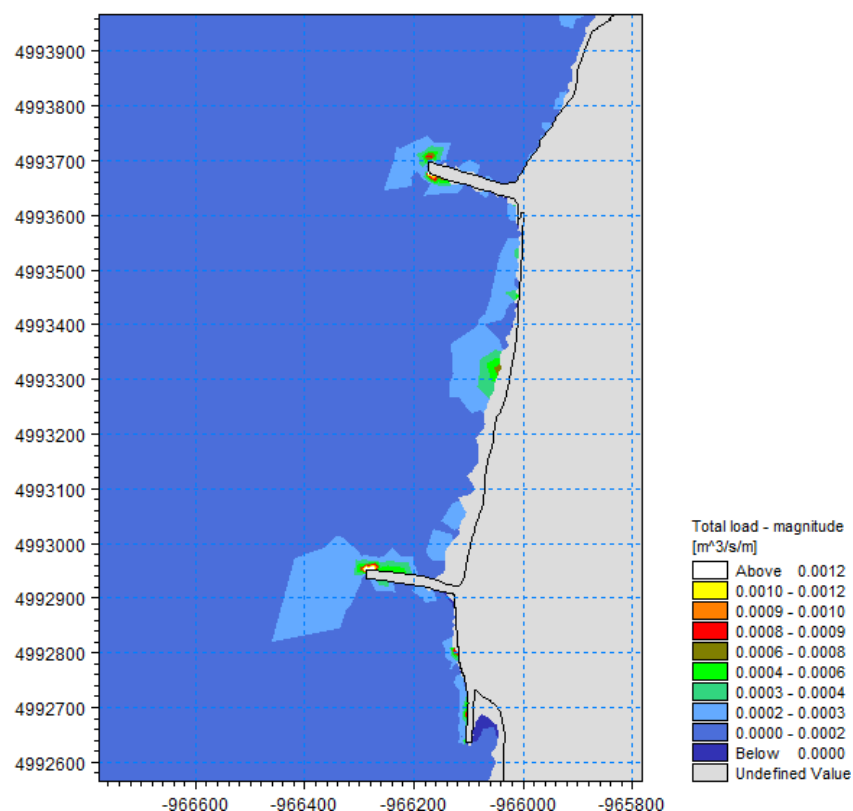 4993900
4993800
4993700
4993600
4993500
4993400
4993300
4993200
4993100
4993000
4992900
4992800
4992700
4992600
-966600 -966400 -966200 -966000 -965800
Total load - magnitude
[m^3/s/m]
Above 0.0012
0.0010 - 0.0012
0.0009 - 0.0010
0.0008 - 0.0009
0.0006 - 0.0008
0.0004 - 0.0006
0.0003 - 0.0004
0.0002 - 0.0003
0.0000 - 0.0002
Below 0.0000
Undefined Value